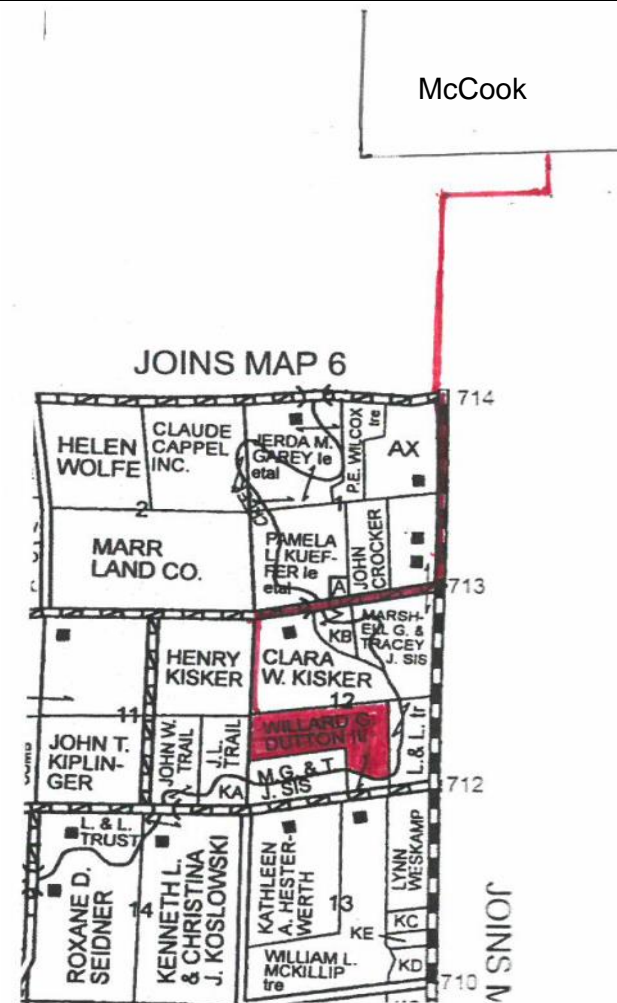 McCook
JOINS MAP 6
714
HELEN
WOLFE
CLAUDE
CAPPEL
INC.
JERDA M.
GAREY le
etal
P.E. WILCOX
tre
AX
2
1
MARR
LAND CO.
PAMELA
L. KUEF-
FER le
etal
JOHN
CROCKER
A
713
HENRY
KISKER
CLARA
W. KISKER
KB
MARSH-
ELL G. &
TRACEY
J. SIS
11
12
JOHN T.
KIPLIN-
GER
JOHN W.
TRAIL
J.L.
TRAIL
KA
WILLARD G.
DUTTON
M.G. & T.
J. SIS
L.& L. tr
712
L. & L.
TRUST
ROXANE D.
SEIDNER
14
KENNETH L.
& CHRISTINA
J. KOSLOWSKI
KATHLEEN
A. HESTER-
WERTH
13
LYNN
WESKAMP
KE
KC
KD
WILLIAM L.
MCKILLIP
tre
710
JOINS